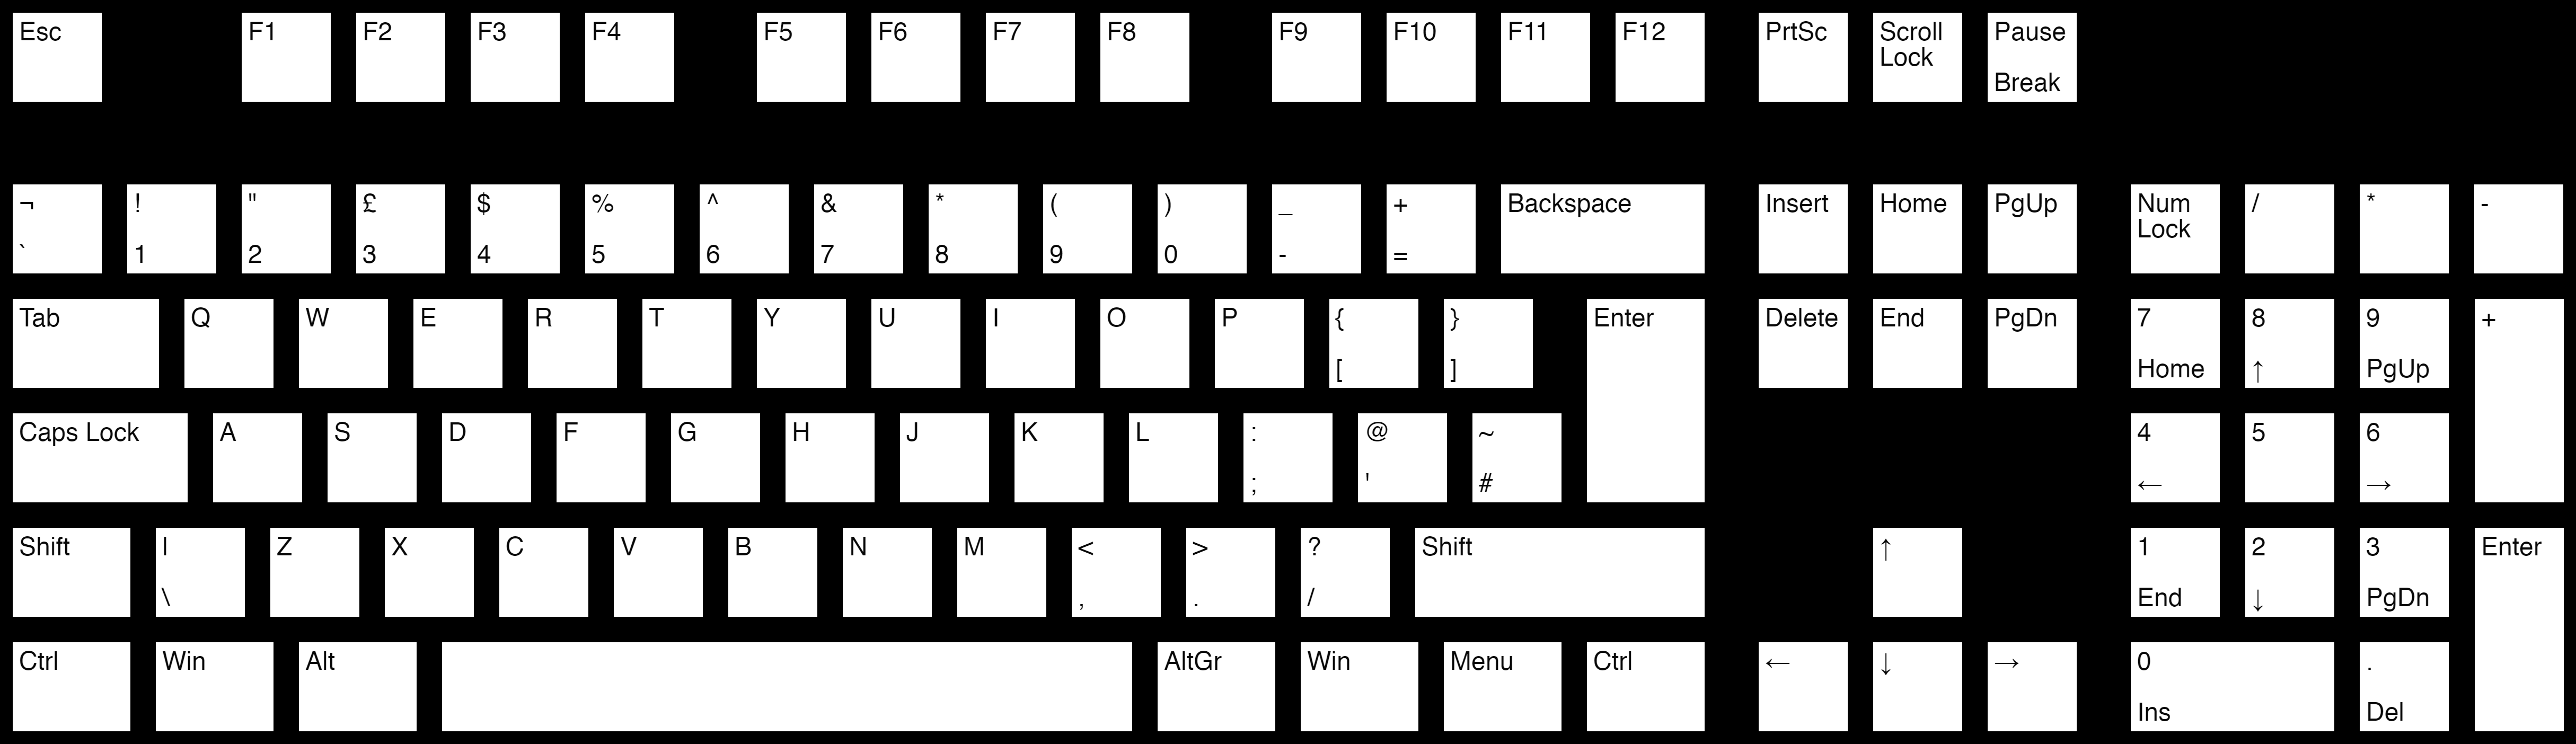 Esc F1 F2 F3 F4 F5 F6 F7 F8 F9 F10 F11 F12 PrtSc Scroll Pause
Lock
Break
¬ ! " £ $ % ^ & * ( ) _ + Backspace Insert Home PgUp Num / * -
Lock
` 1 2 3 4 5 6 7 8 9 0 - =
Tab Q W E R T Y U I O P { } Enter Delete End PgDn 7 8 9 +
[ ] Home ↑ PgUp
Caps Lock A S D F G H J K L : @ ~ 4 5 6
; ' # ← →
Shift | Z X C V B N M < > ? Shift ↑ 1 2 3 Enter
\ , . / End ↓ PgDn
Ctrl Win Alt AltGr Win Menu Ctrl ← ↓ → 0 .
Ins Del